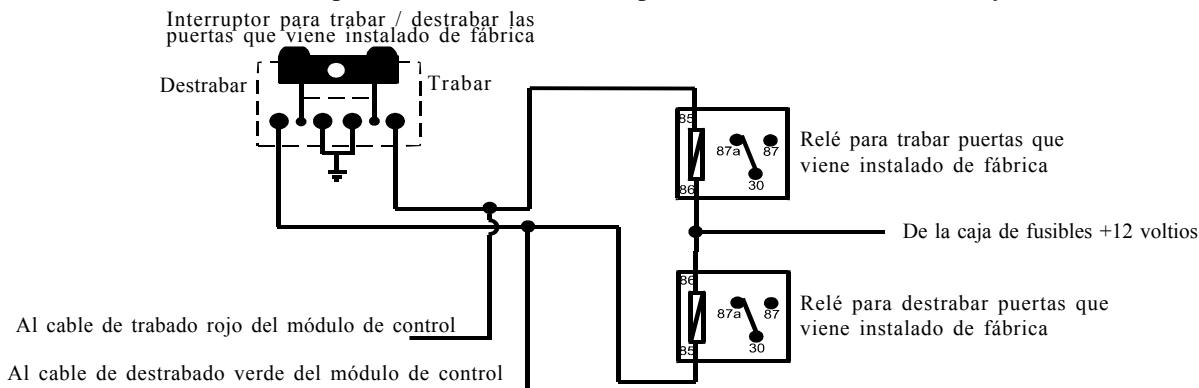 Interruptor para trabar / destrabar las
puertas que viene instalado de fábrica
Destrabar
Trabar
85
87a
87
30
86
Relé para trabar puertas que
viene instalado de fábrica
De la caja de fusibles +12 voltios
86
87a
87
30
85
Relé para destrabar puertas que
viene instalado de fábrica
Al cable de trabado rojo del módulo de control
Al cable de destrabado verde del módulo de control